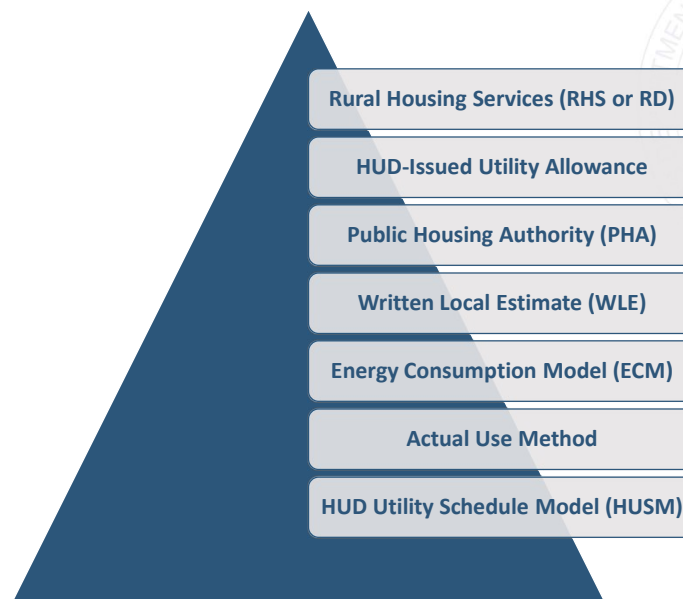 Rural Housing Services (RHS or RD)
HUD-Issued Utility Allowance
Public Housing Authority (PHA)
Written Local Estimate (WLE)
Energy Consumption Model (ECM)
Actual Use Method
HUD Utility Schedule Model (HUSM)